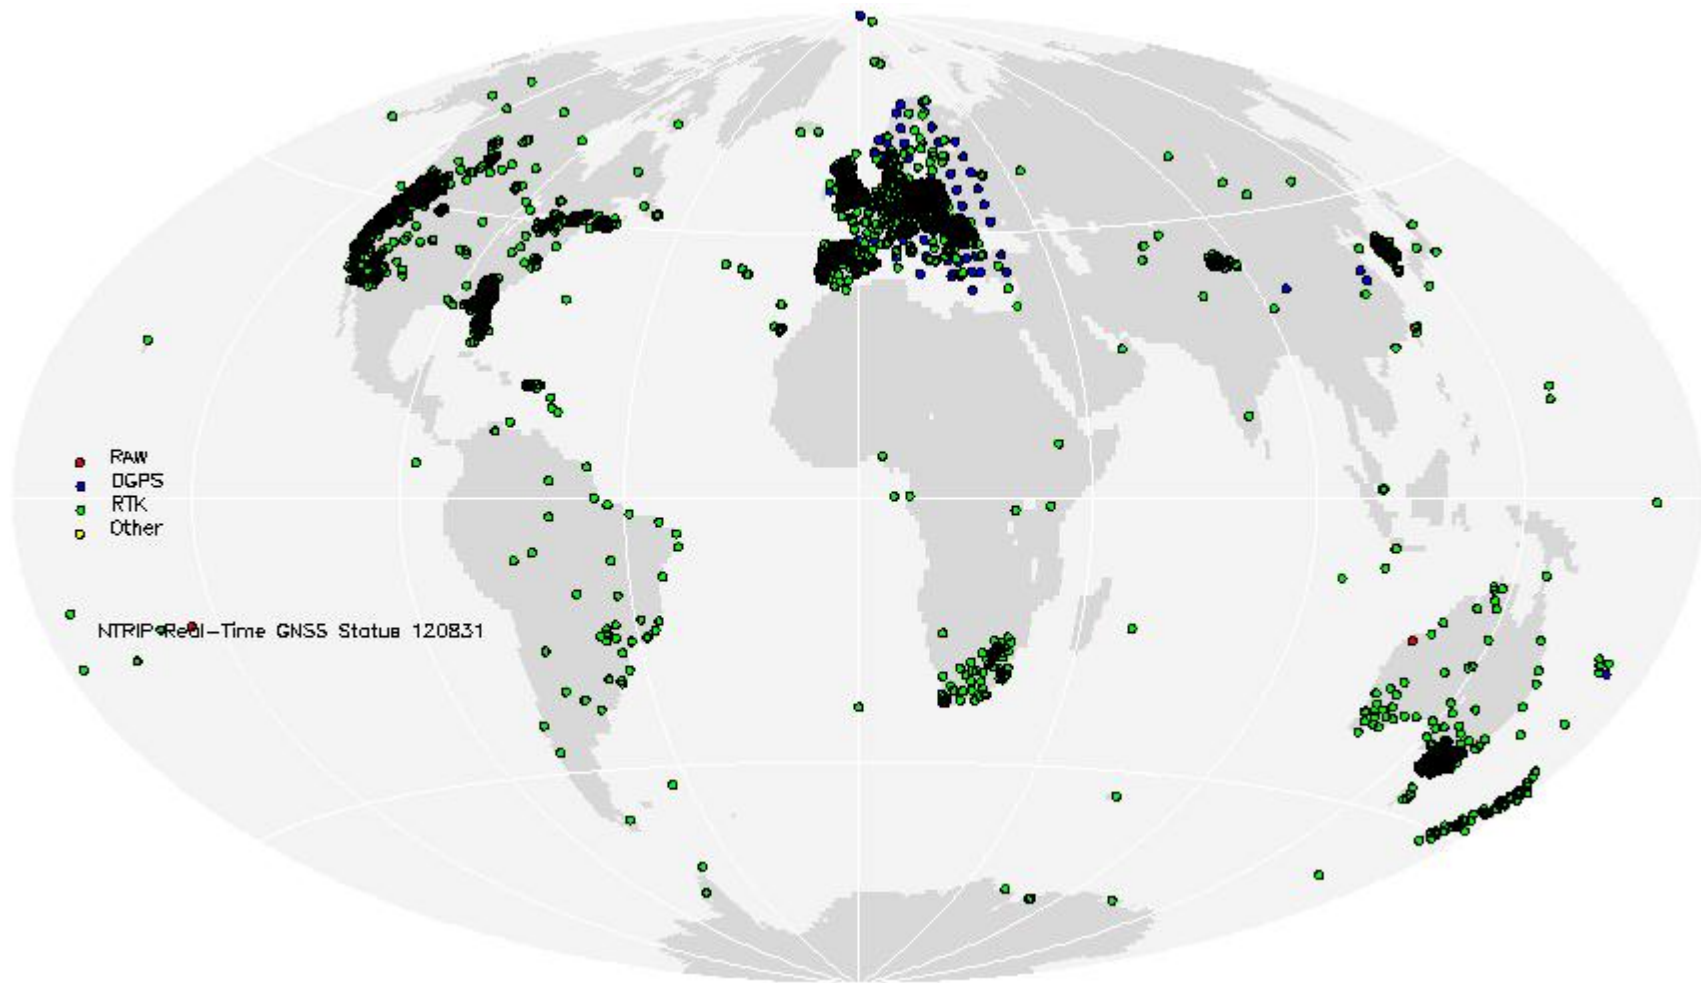 RAW
DGPS
RTK
Other
NTRIP Real-Time GNSS Status 120831